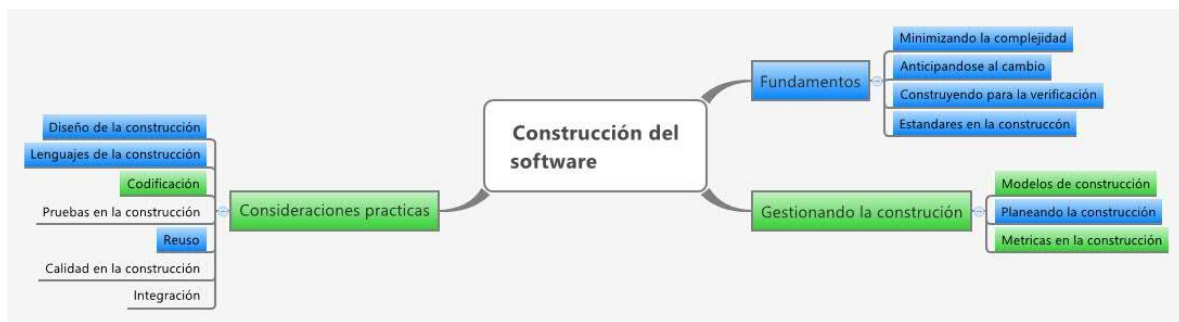 Construcción del
software
Fundamentos
Minimizando la complejidad
Anticipandose al cambio
Construyendo para la verificación
Estandares en la construccón
Gestionando la construción
Modelos de construcción
Planeando la construcción
Metricas en la construcción
Consideraciones practicas
Diseño de la construcción
Lenguajes de la construcción
Codificación
Pruebas en la construcción
Reuso
Calidad en la construcción
Integración